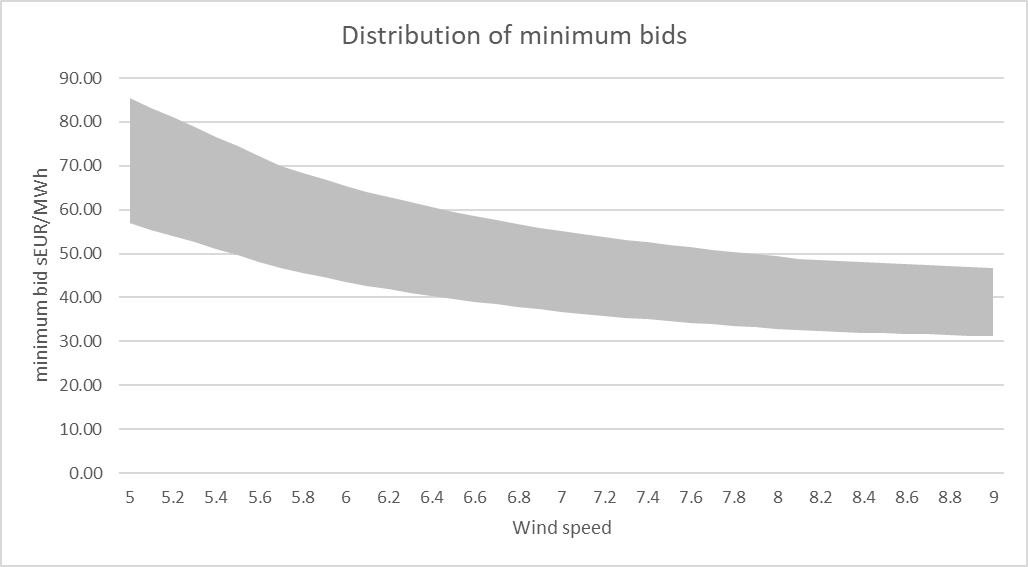 Distribution of minimum bids
90.00
80.00
70.00
60.00
50.00
40.00
30.00
20.00
10.00
0.00
minimum bid sEUR/MWh
5 5.2 5.4 5.6 5.8 6 6.2 6.4 6.6 6.8 7 7.2 7.4 7.6 7.8 8 8.2 8.4 8.6 8.8 9
Wind speed